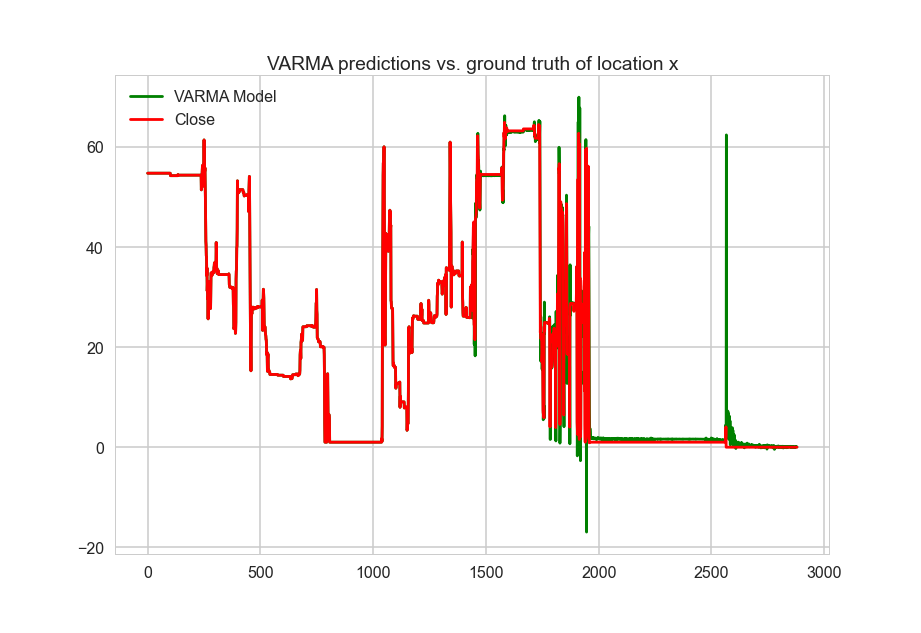 VARMA predictions vs. ground truth of location x
VARMA Model
Close
60
40
20
0
−20
0 500 1000 1500 2000 2500 3000